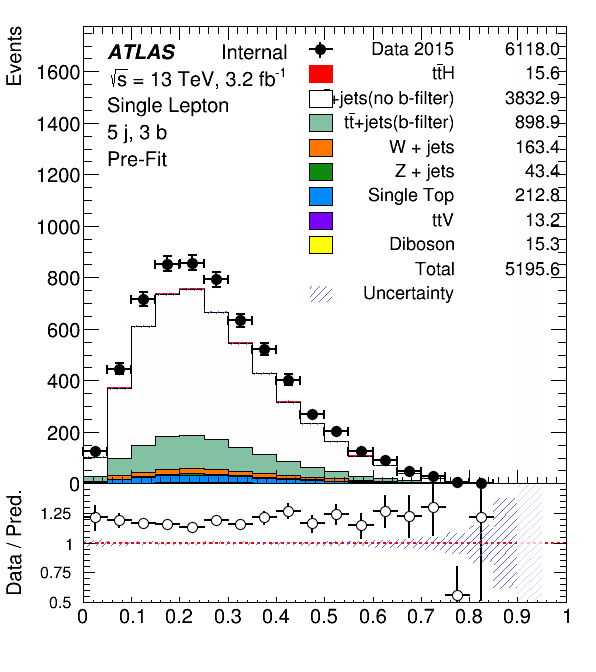 Events
ATLAS Internal
√s = 13 TeV, 3.2 fb⁻¹
Single Lepton
5 j, 3 b
Pre-Fit
Data 2015 6118.0
tt̄H 15.6
+jets(no b-filter) 3832.9
tt̄+jets(b-filter) 898.9
W + jets 163.4
Z + jets 43.4
Single Top 212.8
ttV 13.2
Diboson 15.3
Total 5195.6
Uncertainty
1600
1400
1200
1000
800
600
400
200
0
Data / Pred.
1.25
1
0.75
0.5
0 0.1 0.2 0.3 0.4 0.5 0.6 0.7 0.8 0.9 1